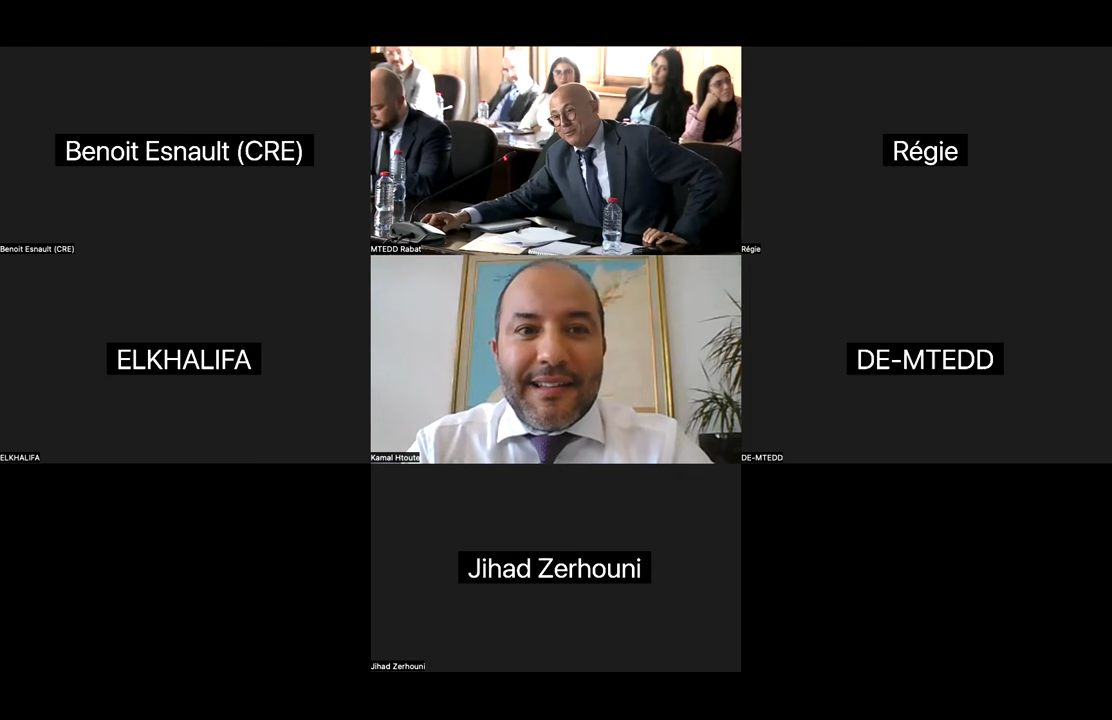 Benoit Esnault (CRE)
Benoit Esnault (CRE)
MTEDD Rabat
Régie
Régie
ELKHALIFA
ELKHALIFA
Kamal Htoute
DE-MTEDD
DE-MTEDD
Jihad Zerhouni
Jihad Zerhouni